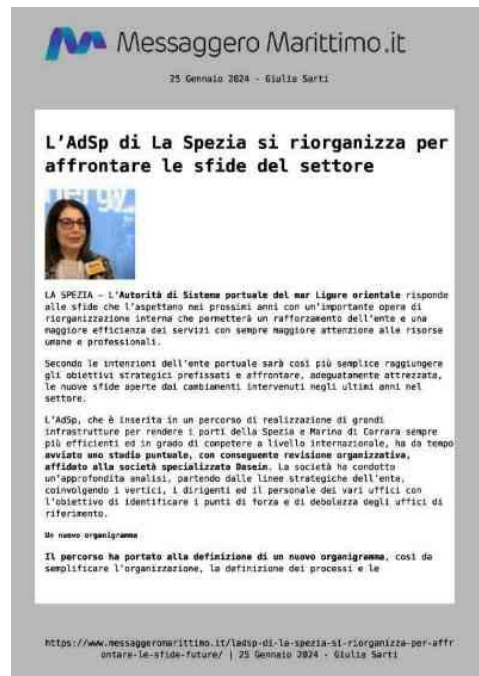 Messaggero Marittimo.it
25 Gennaio 2024 - Giulia Sarti
L'AdSp di La Spezia si riorganizza per
affrontare le sfide del settore
LA SPEZIA – L'Autorità di Sistema portuale del mar Ligure orientale risponde
alle sfide che l'aspettano nei prossimi anni con un'importante opera di
riorganizzazione interna che permetterà un rafforzamento dell'ente e una
maggiore efficienza dei servizi con sempre maggiore attenzione alle risorse
umane e professionali.
Secondo le intenzioni dell'ente portuale sarà così più semplice raggiungere
gli obiettivi strategici prefissati e affrontare, adeguatamente attrezzata,
le nuove sfide aperte dai cambiamenti intervenuti negli ultimi anni nel
settore.
L'AdSp, che è inserita in un percorso di realizzazione di grandi
infrastrutture per rendere i porti della Spezia e Marina di Carrara sempre
più efficienti ed in grado di competere a livello internazionale, ha da tempo
avviato uno studio puntuale, con conseguente revisione organizzativa,
affidato alla società specializzata Dasein. La società ha condotto
un'approfondita analisi, partendo dalle linee strategiche dell'ente,
coinvolgendo i vertici, i dirigenti ed il personale dei vari uffici con
l'obiettivo di identificare i punti di forza e di debolezza degli uffici di
riferimento.
Un nuovo organigramma
Il percorso ha portato alla definizione di un nuovo organigramma, così da
semplificare l'organizzazione, la definizione dei processi e le
https://www.messaggeromarittimo.it/ladsp-di-la-spezia-si-riorganizza-per-affr
ontare-le-sfide-future/ | 25 Gennaio 2024 - Giulia Sarti